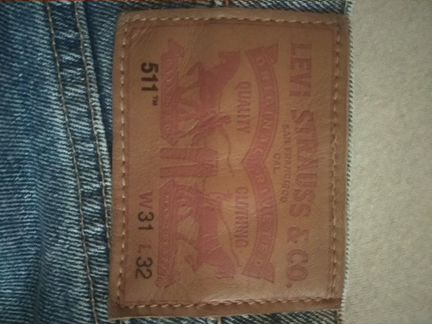 LEVI STRAUSS & CO.
SAN FRANCISCO
CAL.
QUALITY CLOTHING
511™ W31 L32